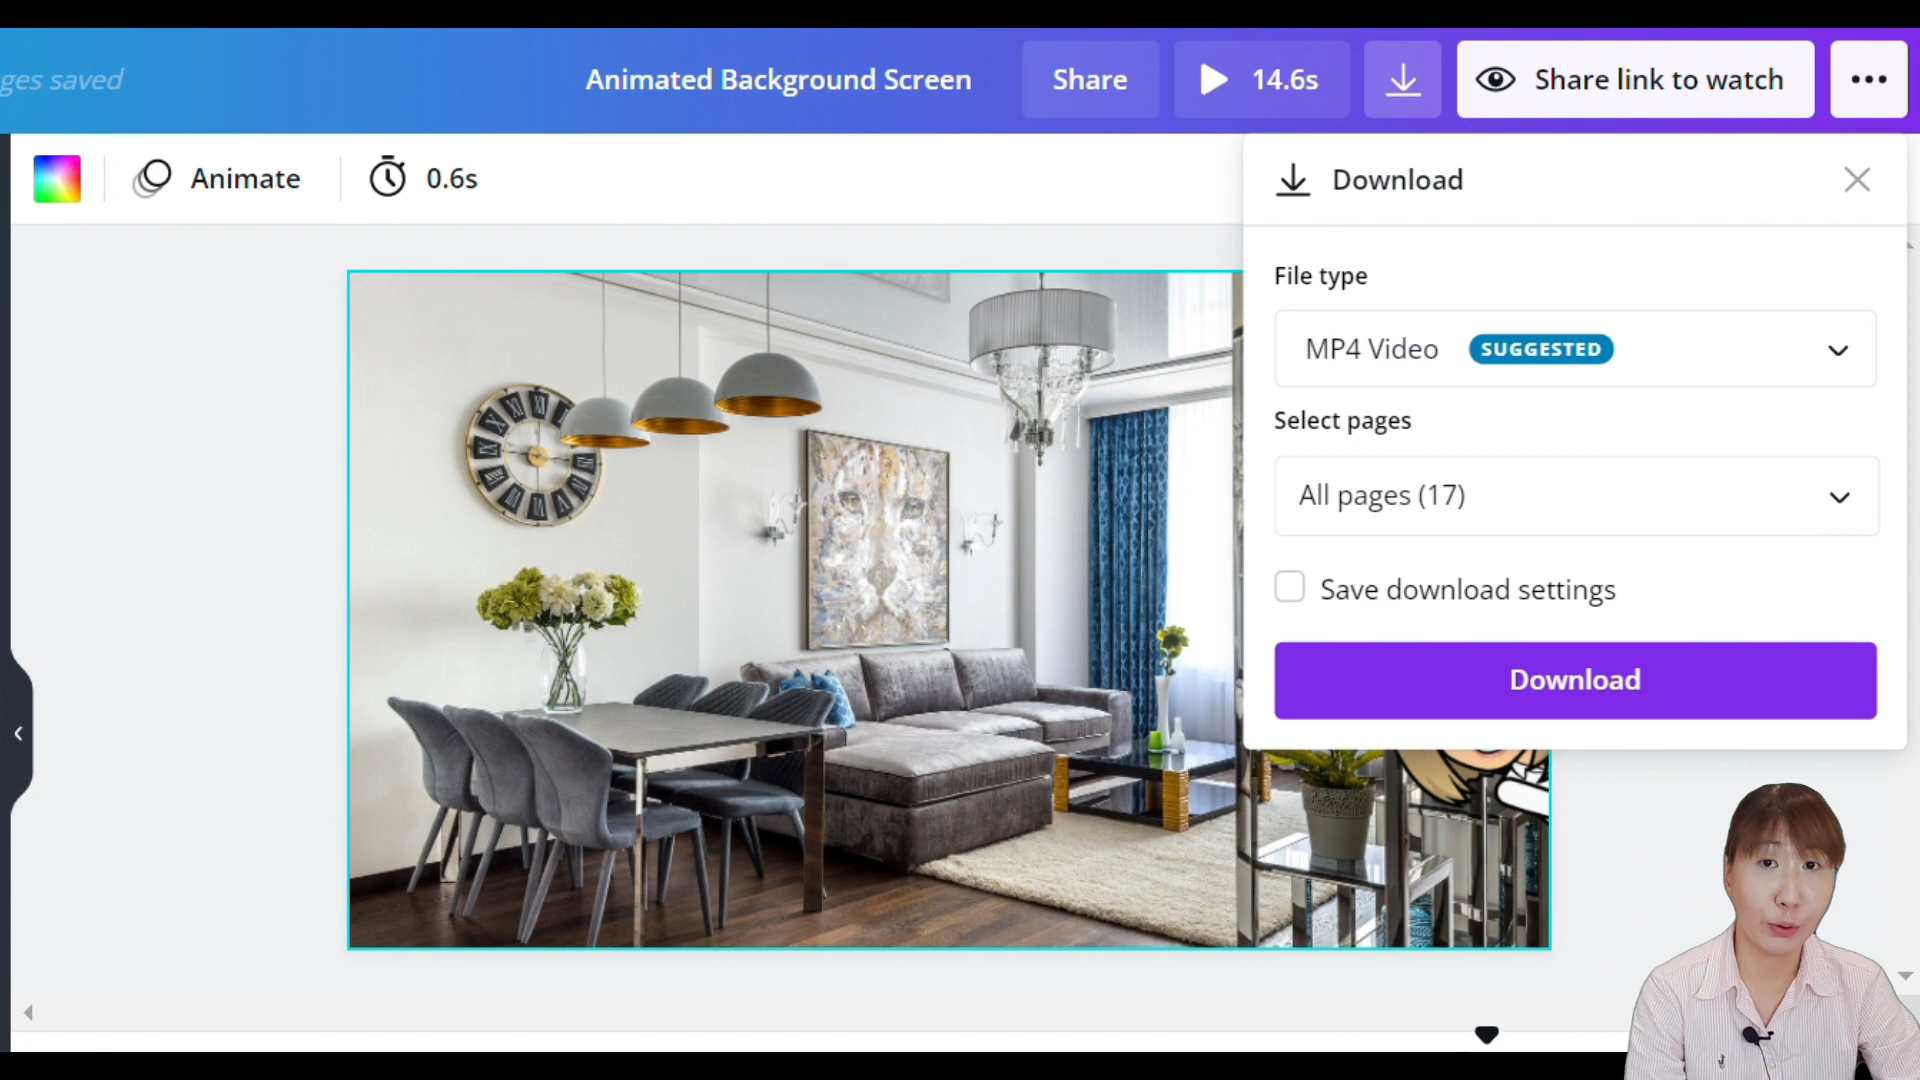 ges saved
Animated Background Screen
Share
14.6s
Share link to watch
Animate
0.6s
Download
File type
MP4 Video SUGGESTED
Select pages
All pages (17)
Save download settings
Download